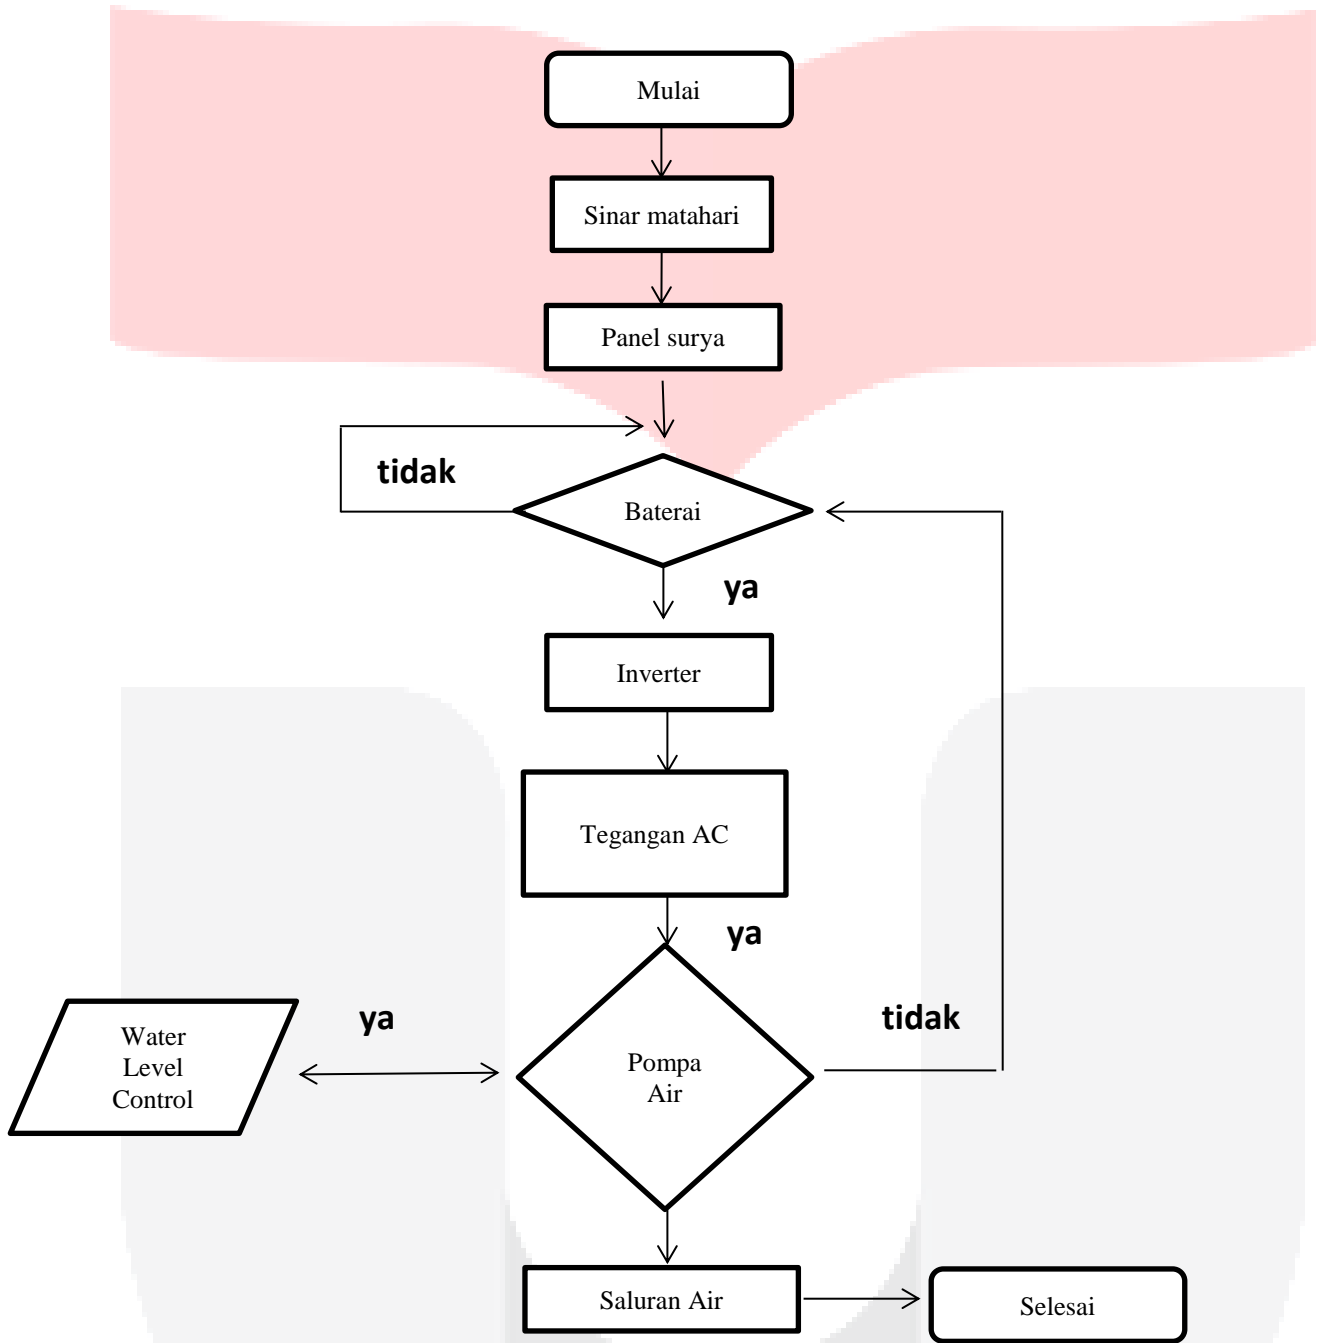 Mulai
Sinar matahari
Panel surya
tidak
Baterai
ya
Inverter
Tegangan AC
ya
Water
Level
Control
ya
Pompa
Air
tidak
Saluran Air
Selesai